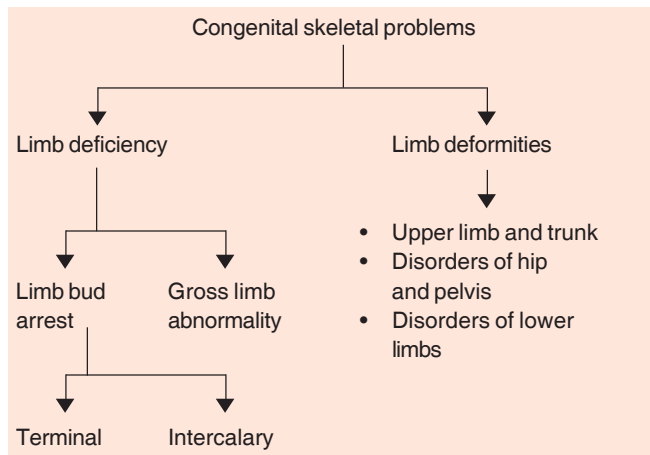 Congenital skeletal problems
Limb deficiency
Limb deformities
Limb bud
arrest
Gross limb
abnormality
• Upper limb and trunk
• Disorders of hip
and pelvis
• Disorders of lower
limbs
Terminal
Intercalary